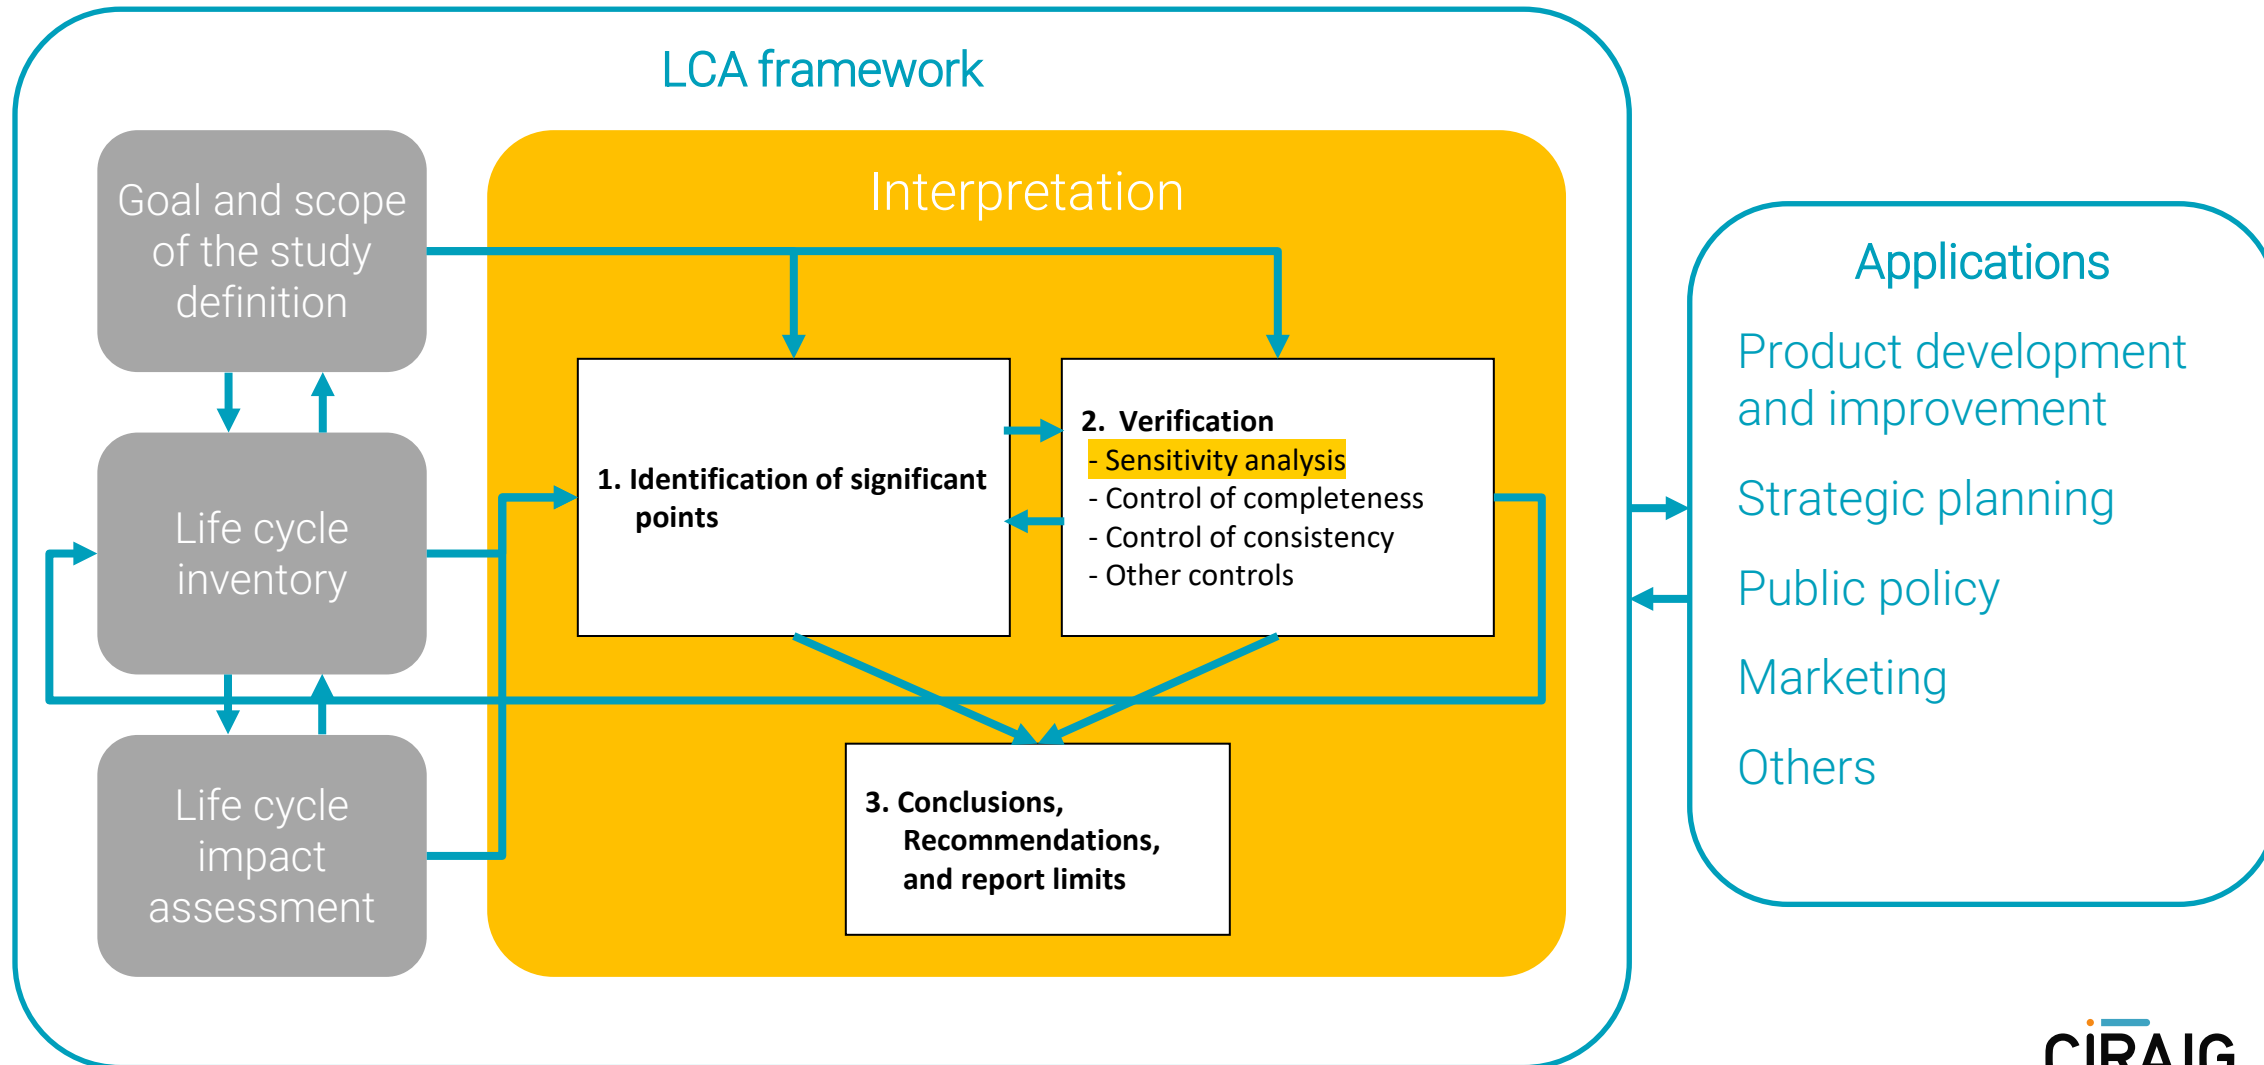 LCA framework
Goal and scope
of the study
definition
Life cycle
inventory
Life cycle
impact
assessment
Interpretation
1. Identification of significant
points
2. Verification
- Sensitivity analysis
- Control of completeness
- Control of consistency
- Other controls
3. Conclusions,
Recommendations,
and report limits
Applications
Product development
and improvement
Strategic planning
Public policy
Marketing
Others
CIRAIG